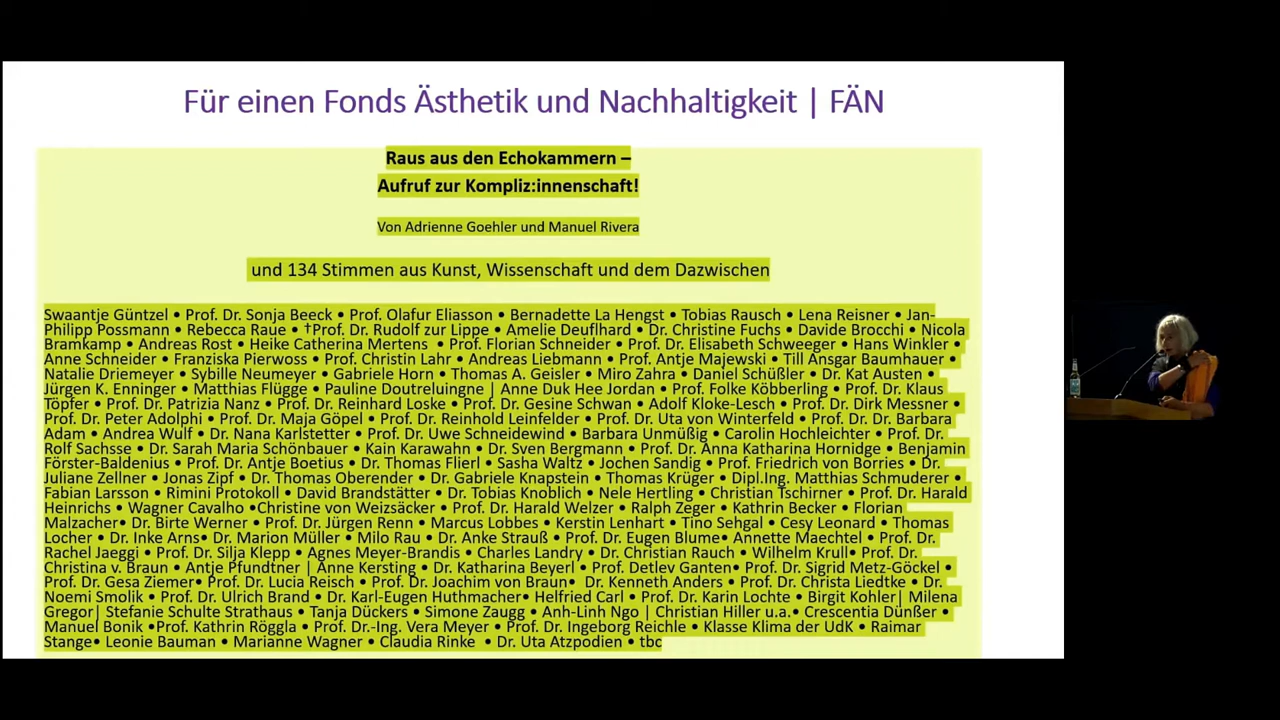 Für einen Fonds Ästhetik und Nachhaltigkeit | FÄN
Raus aus den Echokammern –
Aufruf zur Kompliz:innenschaft!
Von Adrienne Goehler und Manuel Rivera
und 134 Stimmen aus Kunst, Wissenschaft und dem Dazwischen
Swaantje Güntzel • Prof. Dr. Sonja Beeck • Prof. Olafur Eliasson • Bernadette La Hengst • Tobias Rausch • Lena Reisner • Jan-
Philipp Possmann • Rebecca Raue • †Prof. Dr. Rudolf zur Lippe • Amelie Deuflhard • Dr. Christine Fuchs • Davide Brocchi • Nicola
Bramkamp • Andreas Rost • Heike Catherina Mertens • Prof. Florian Schneider • Prof. Dr. Elisabeth Schweeger • Hans Winkler •
Anne Schneider • Franziska Pierwoss • Prof. Christin Lahr • Andreas Liebmann • Prof. Antje Majewski • Till Ansgar Baumhauer •
Natalie Driemeyer • Sybille Neumeyer • Gabriele Horn • Thomas A. Geisler • Miro Zahra • Daniel Schüßler • Dr. Kat Austen •
Jürgen K. Enninger • Matthias Flügge • Pauline Doutreluingne | Anne Duk Hee Jordan • Prof. Folke Köbberling • Prof. Dr. Klaus
Töpfer • Prof. Dr. Patrizia Nanz • Prof. Dr. Reinhard Loske • Prof. Dr. Gesine Schwan • Adolf Kloke-Lesch • Prof. Dr. Dirk Messner •
Prof. Dr. Peter Adolphi • Prof. Dr. Maja Göpel • Prof. Dr. Reinhold Leinfelder • Prof. Dr. Uta von Winterfeld • Prof. Dr. Dr. Barbara
Adam • Andrea Wulf • Dr. Nana Karlstetter • Prof. Dr. Uwe Schneidewind • Barbara Unmüßig • Carolin Hochleichter • Prof. Dr.
Rolf Sachsse • Dr. Sarah Maria Schönbauer • Kain Karawahn • Dr. Sven Bergmann • Prof. Dr. Anna Katharina Hornidge • Benjamin
Förster-Baldenius • Prof. Dr. Antje Boetius • Dr. Thomas Flierl • Sasha Waltz • Jochen Sandig • Prof. Friedrich von Borries • Dr.
Juliane Zellner • Jonas Zipf • Dr. Thomas Oberender • Dr. Gabriele Knapstein • Thomas Krüger • Dipl.Ing. Matthias Schmuderer •
Fabian Larsson • Rimini Protokoll • David Brandstätter • Dr. Tobias Knoblich • Nele Hertling • Christian Tschirner • Prof. Dr. Harald
Heinrichs • Wagner Cavalho •Christine von Weizsäcker • Prof. Dr. Harald Welzer • Ralph Zeger • Kathrin Becker • Florian
Malzacher• Dr. Birte Werner • Prof. Dr. Jürgen Renn • Marcus Lobbes • Kerstin Lenhart • Tino Sehgal • Cesy Leonard • Thomas
Locher • Dr. Inke Arns• Dr. Marion Müller • Milo Rau • Dr. Anke Strauß • Prof. Dr. Eugen Blume• Annette Maechtel • Prof. Dr.
Rachel Jaeggi • Prof. Dr. Silja Klepp • Agnes Meyer-Brandis • Charles Landry • Dr. Christian Rauch • Wilhelm Krull• Prof. Dr.
Christina v. Braun • Antje Pfundtner | Anne Kersting • Dr. Katharina Beyerl • Prof. Detlev Ganten• Prof. Dr. Sigrid Metz-Göckel •
Prof. Dr. Gesa Ziemer• Prof. Dr. Lucia Reisch • Prof. Dr. Joachim von Braun• Dr. Kenneth Anders • Prof. Dr. Christa Liedtke • Dr.
Noemi Smolik • Prof. Dr. Ulrich Brand • Dr. Karl-Eugen Huthmacher• Helfried Carl • Prof. Dr. Karin Lochte • Birgit Kohler| Milena
Gregor| Stefanie Schulte Strathaus • Tanja Dückers • Simone Zaugg • Anh-Linh Ngo | Christian Hiller u.a.• Crescentia Dünßer •
Manuel Bonik •Prof. Kathrin Röggla • Prof. Dr.-Ing. Vera Meyer • Prof. Dr. Ingeborg Reichle • Klasse Klima der UdK • Raimar
Stange• Leonie Bauman • Marianne Wagner • Claudia Rinke • Dr. Uta Atzpodien • tbc